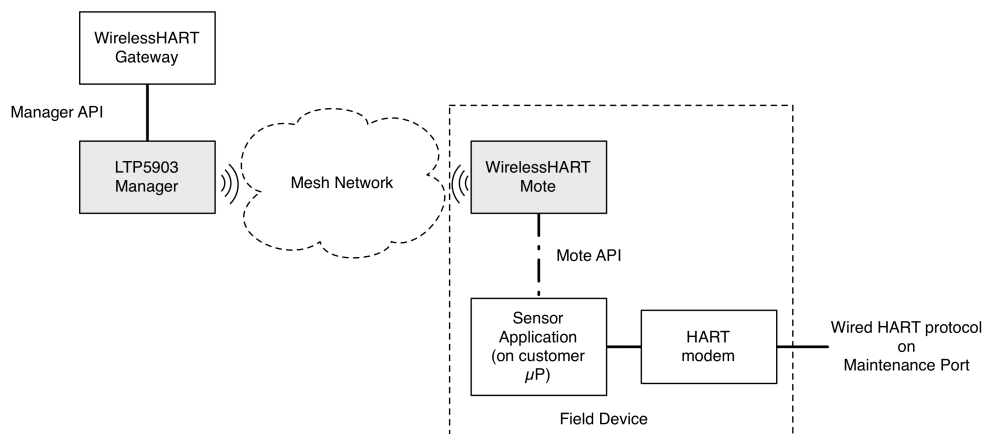 WirelessHART
Gateway
Manager API
LTP5903
Manager
Mesh Network
WirelessHART
Mote
Mote API
Sensor
Application
(on customer
µP)
HART
modem
Wired HART protocol
on
Maintenance Port
Field Device